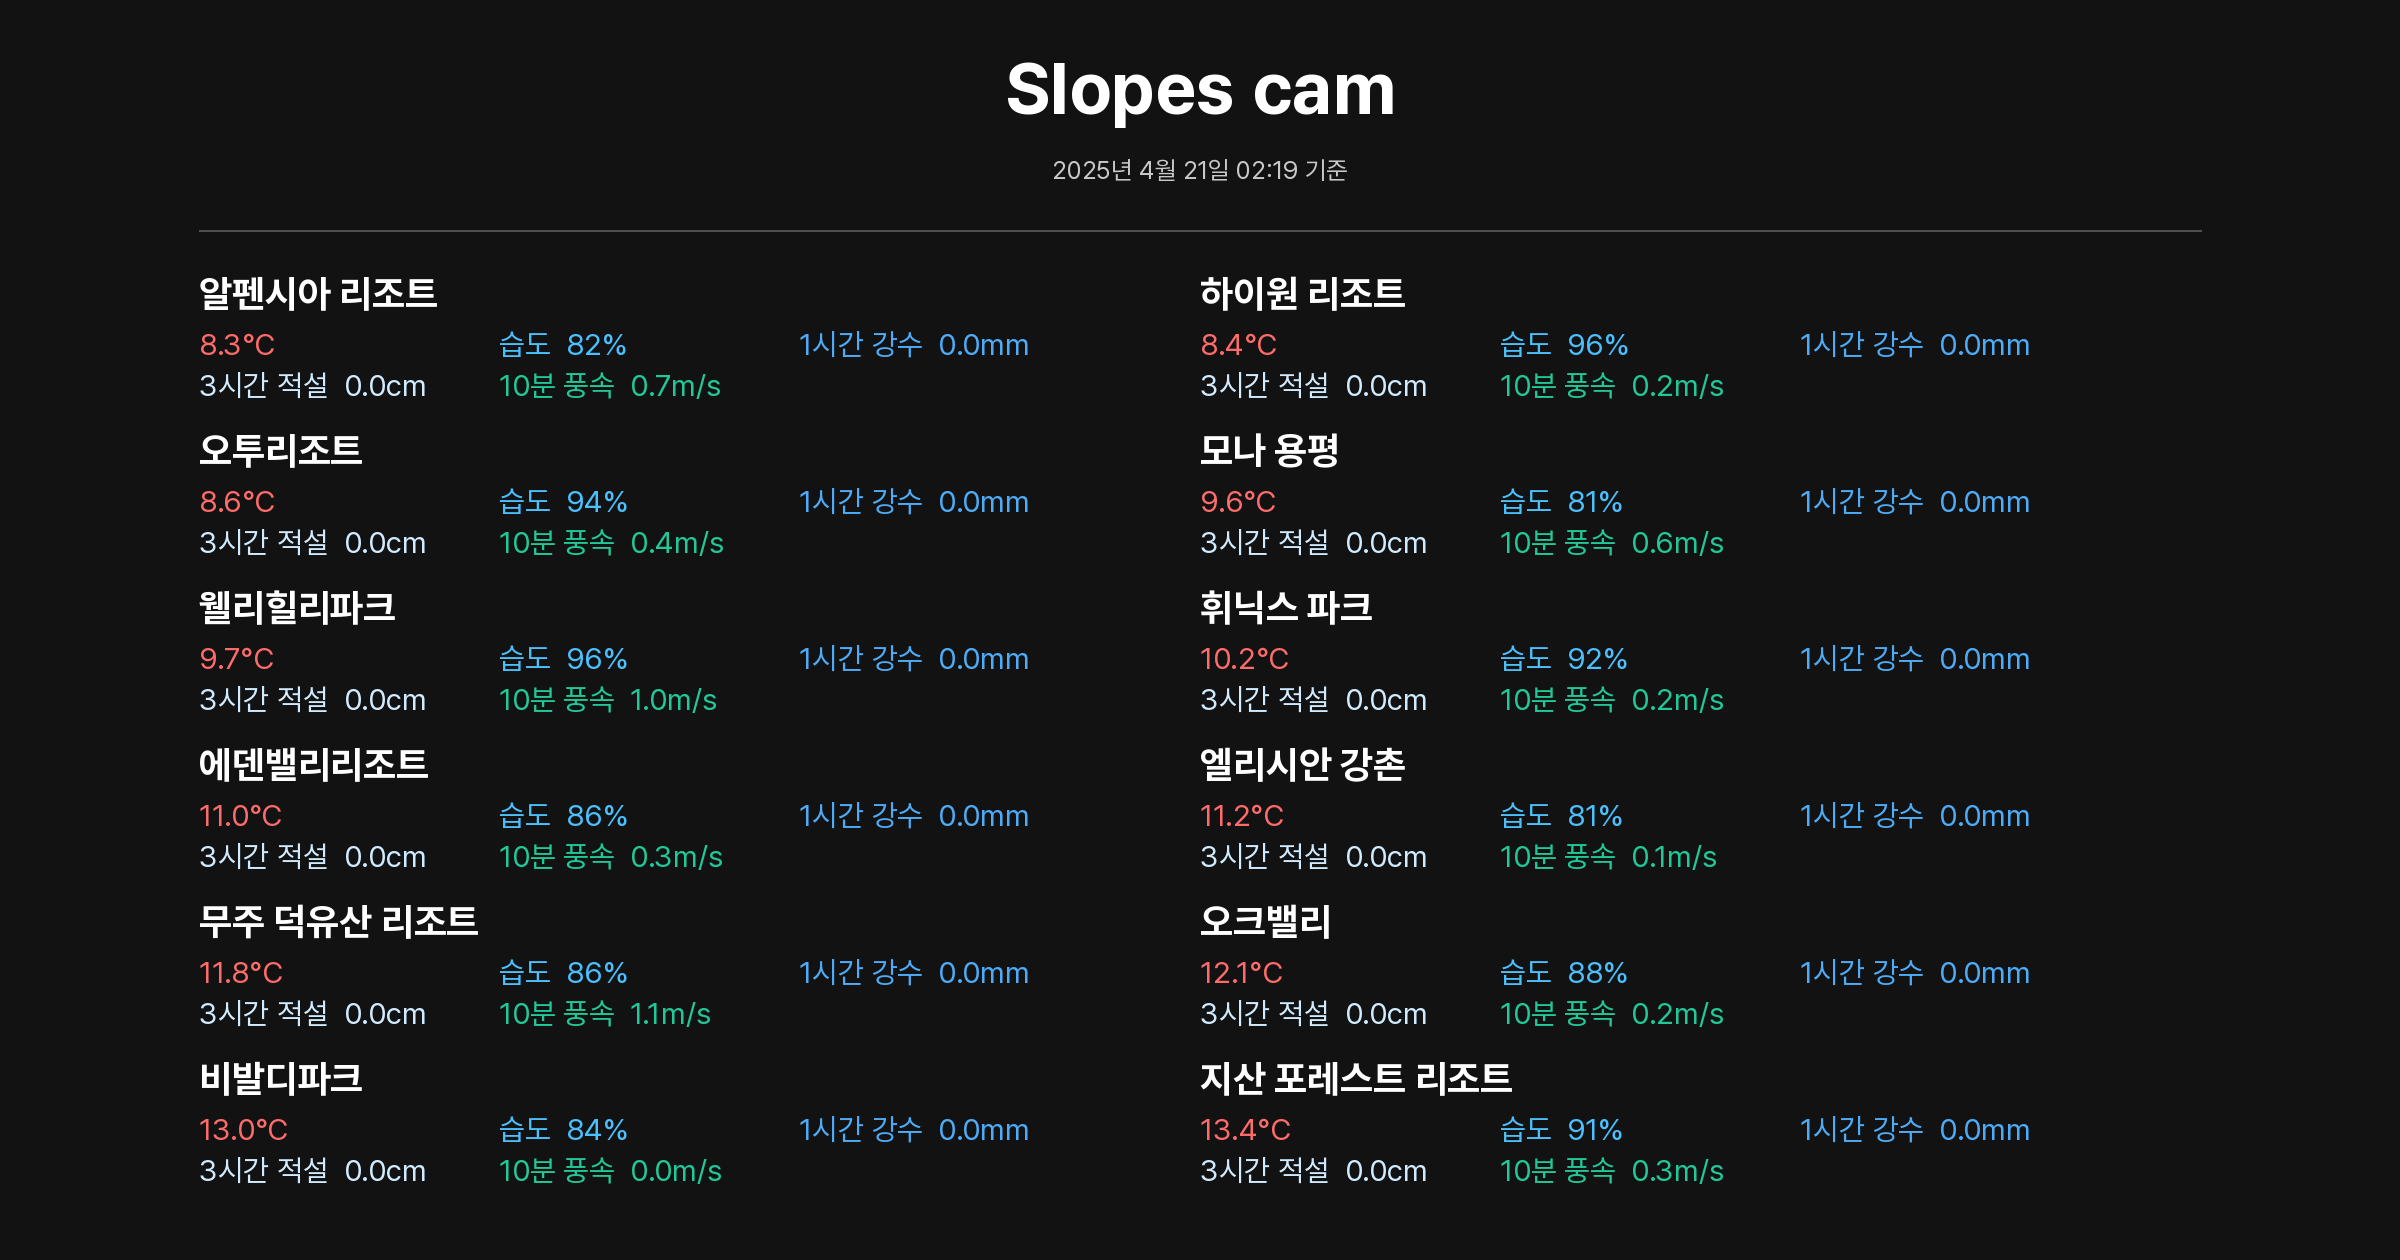 Slopes cam
2025년 4월 21일 02:19 기준
알펜시아 리조트
8.3°C 습도 82% 1시간 강수 0.0mm
3시간 적설 0.0cm 10분 풍속 0.7m/s
하이원 리조트
8.4°C 습도 96% 1시간 강수 0.0mm
3시간 적설 0.0cm 10분 풍속 0.2m/s
오투리조트
8.6°C 습도 94% 1시간 강수 0.0mm
3시간 적설 0.0cm 10분 풍속 0.4m/s
모나 용평
9.6°C 습도 81% 1시간 강수 0.0mm
3시간 적설 0.0cm 10분 풍속 0.6m/s
웰리힐리파크
9.7°C 습도 96% 1시간 강수 0.0mm
3시간 적설 0.0cm 10분 풍속 1.0m/s
휘닉스 파크
10.2°C 습도 92% 1시간 강수 0.0mm
3시간 적설 0.0cm 10분 풍속 0.2m/s
에덴밸리리조트
11.0°C 습도 86% 1시간 강수 0.0mm
3시간 적설 0.0cm 10분 풍속 0.3m/s
엘리시안 강촌
11.2°C 습도 81% 1시간 강수 0.0mm
3시간 적설 0.0cm 10분 풍속 0.1m/s
무주 덕유산 리조트
11.8°C 습도 86% 1시간 강수 0.0mm
3시간 적설 0.0cm 10분 풍속 1.1m/s
오크밸리
12.1°C 습도 88% 1시간 강수 0.0mm
3시간 적설 0.0cm 10분 풍속 0.2m/s
비발디파크
13.0°C 습도 84% 1시간 강수 0.0mm
3시간 적설 0.0cm 10분 풍속 0.0m/s
지산 포레스트 리조트
13.4°C 습도 91% 1시간 강수 0.0mm
3시간 적설 0.0cm 10분 풍속 0.3m/s